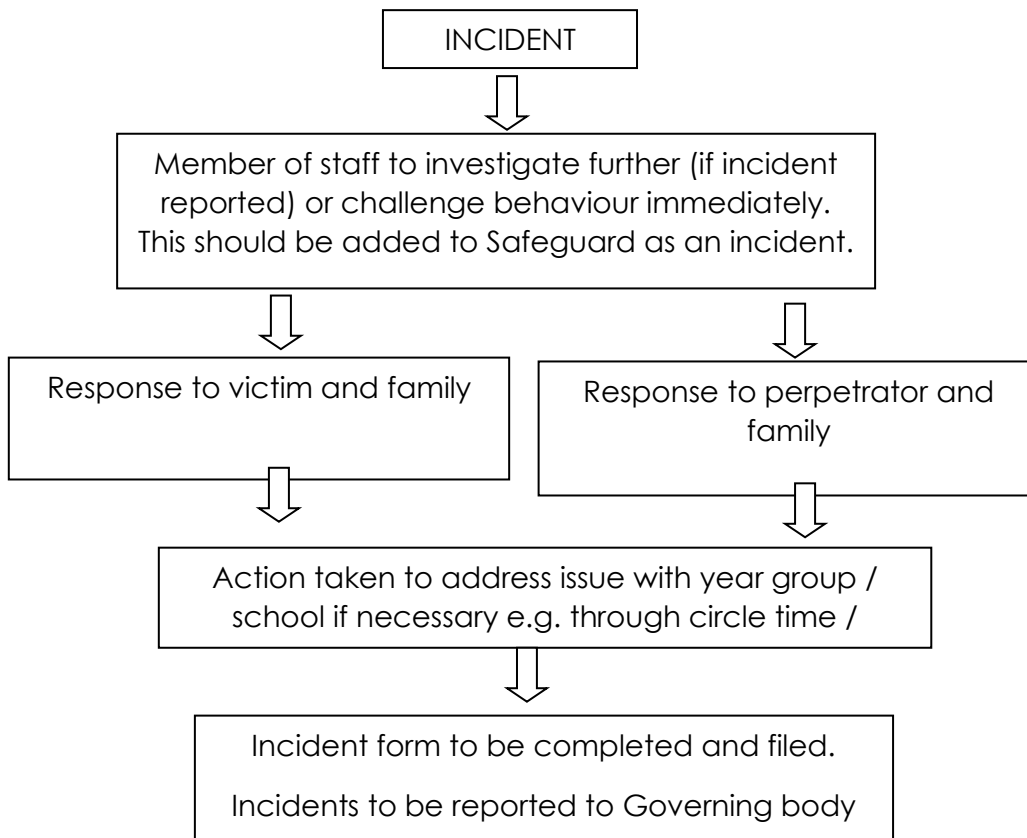 INCIDENT
Member of staff to investigate further (if incident
reported) or challenge behaviour immediately.
This should be added to Safeguard as an incident.
Response to victim and family
Response to perpetrator and
family
Action taken to address issue with year group /
school if necessary e.g. through circle time /
Incident form to be completed and filed.
Incidents to be reported to Governing body